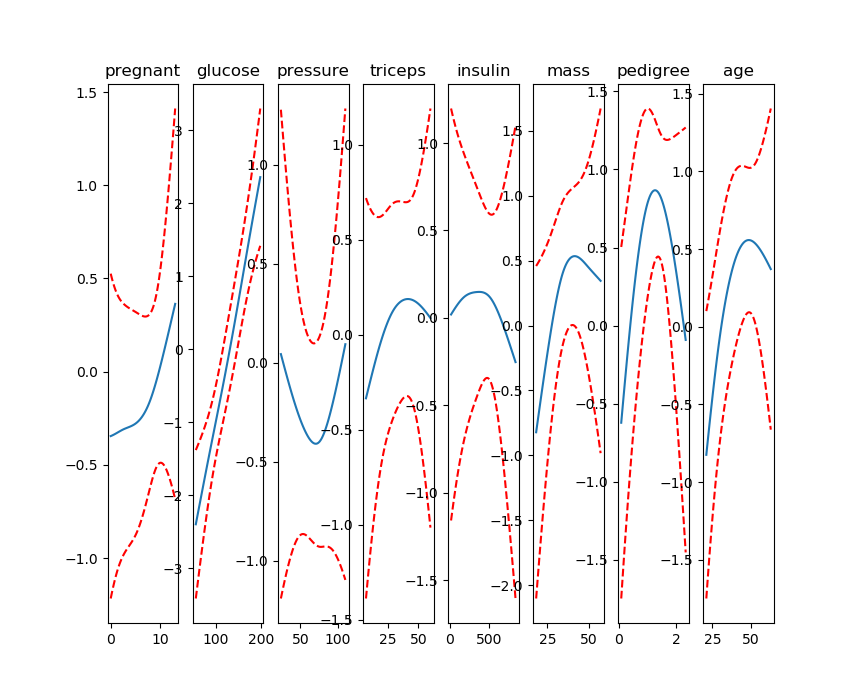 pregnant glucose pressure triceps insulin mass pedigree age
1.5 1.0 0.5 0.0 −0.5 −1.0
0 10
3 2 1 0 −1 −2 −3
100 200
1.0 0.5 0.0 −0.5 −1.0
50 100
1.0 0.5 0.0 −0.5 −1.0 −1.5
25 50
1.0 0.5 0.0 −0.5 −1.0 −1.5
0 500
1.5 1.0 0.5 0.0 −0.5 −1.0 −1.5 −2.0
25 50
1.5 1.0 0.5 0.0 −0.5 −1.0 −1.5
0 2
1.5 1.0 0.5 0.0 −0.5 −1.0 −1.5
25 50